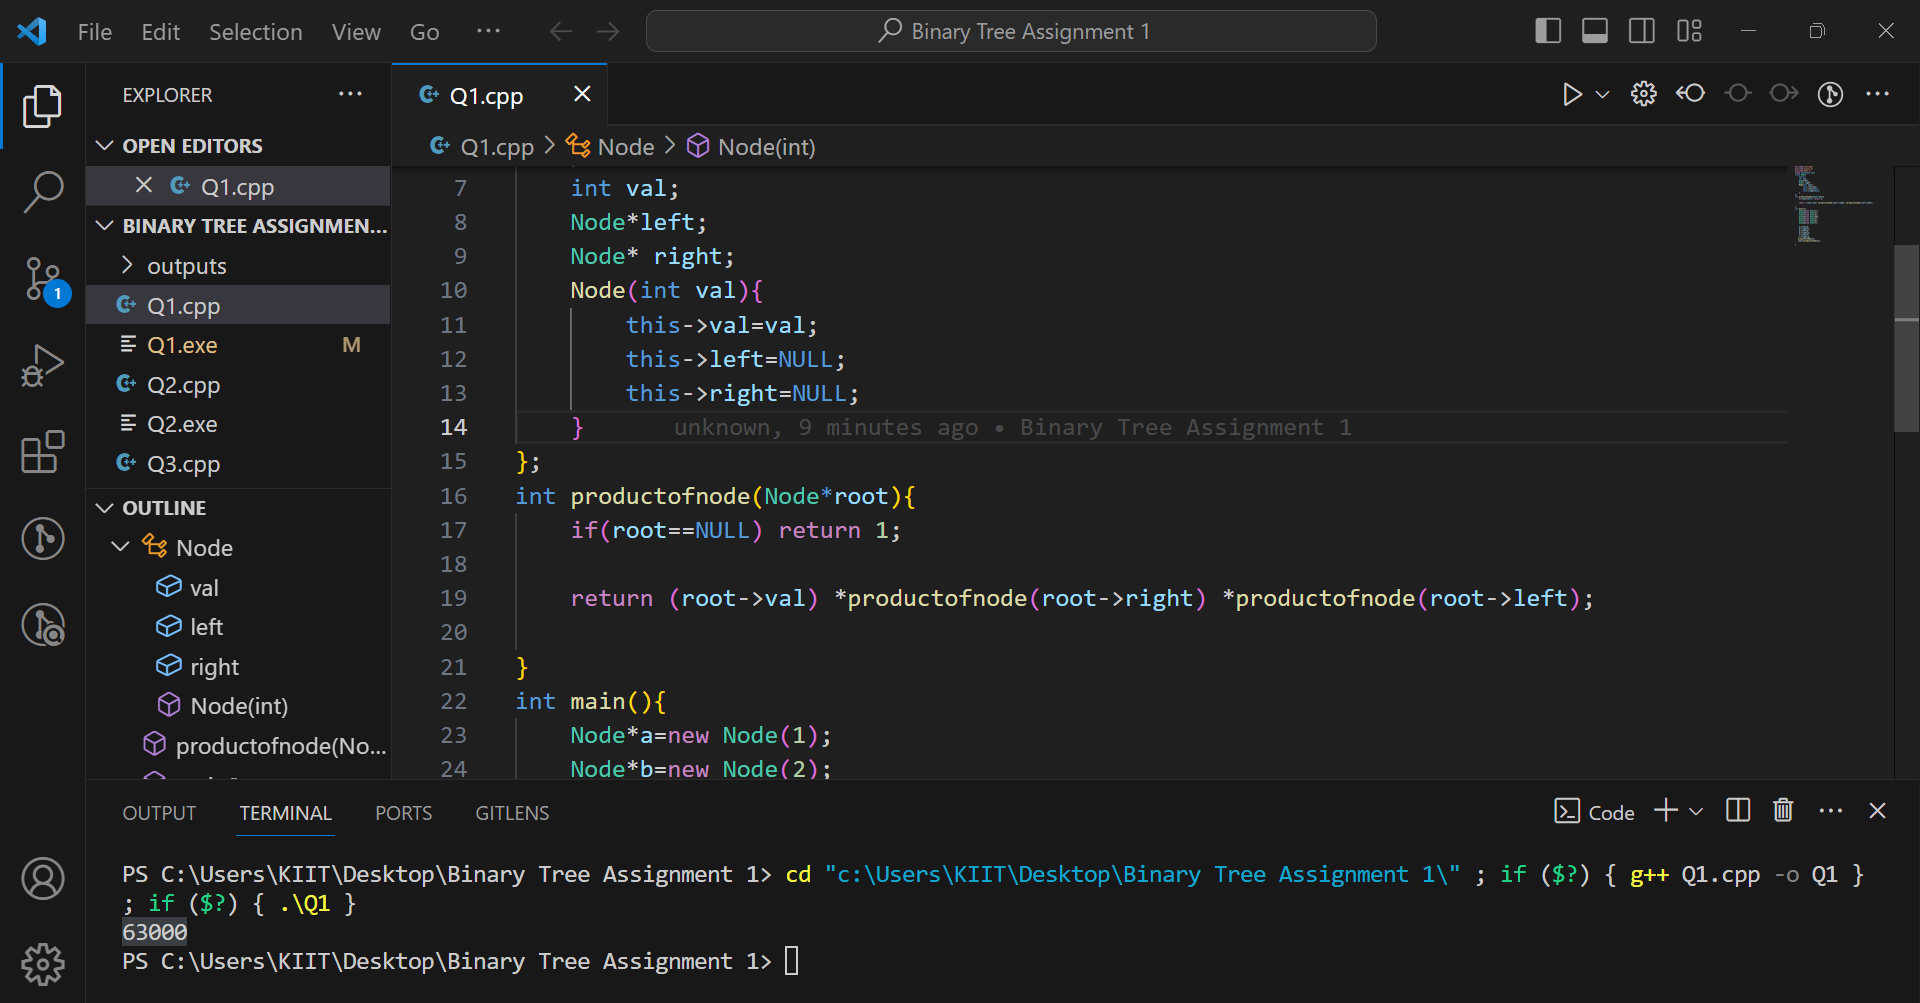 File Edit Selection View Go ··· Binary Tree Assignment 1
EXPLORER ···
OPEN EDITORS
Q1.cpp
BINARY TREE ASSIGNMEN...
outputs
Q1.cpp
Q1.exe M
Q2.cpp
Q2.exe
Q3.cpp
OUTLINE
Node
val
left
right
Node(int)
productofnode(No...
1
Q1.cpp
Q1.cpp > Node > Node(int)
7 int val;
8 Node*left;
9 Node* right;
10 Node(int val){
11 this->val=val;
12 this->left=NULL;
13 this->right=NULL;
14 } unknown, 9 minutes ago • Binary Tree Assignment 1
15 };
16 int productofnode(Node*root){
17 if(root==NULL) return 1;
18
19 return (root->val) *productofnode(root->right) *productofnode(root->left);
20
21 }
22 int main(){
23 Node*a=new Node(1);
24 Node*b=new Node(2);
OUTPUT TERMINAL PORTS GITLENS Code
PS C:\Users\KIIT\Desktop\Binary Tree Assignment 1> cd "c:\Users\KIIT\Desktop\Binary Tree Assignment 1\" ; if ($?) { g++ Q1.cpp -o Q1 }
; if ($?) { .\Q1 }
63000
PS C:\Users\KIIT\Desktop\Binary Tree Assignment 1>